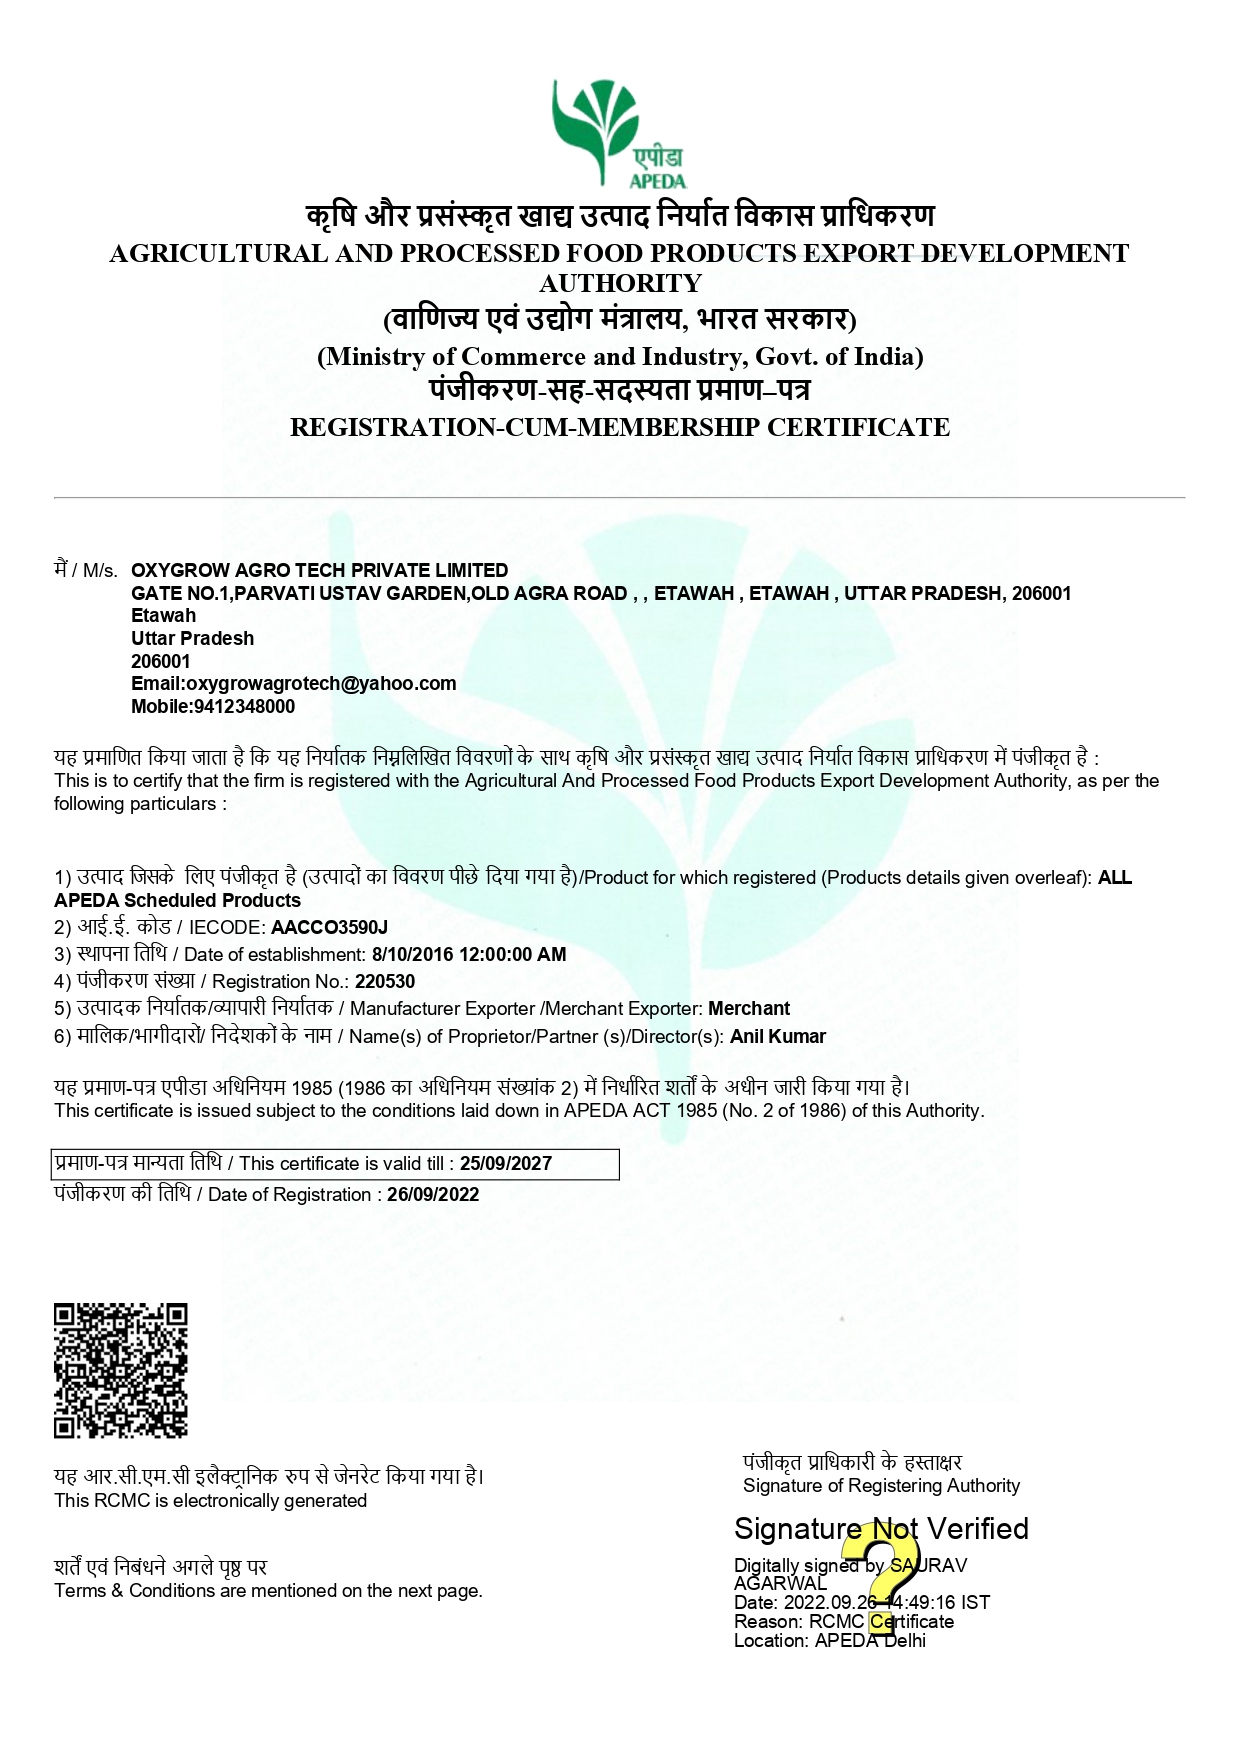 एपीडा
APEDA
कृषि और प्रसंस्कृत खाद्य उत्पाद निर्यात विकास प्राधिकरण
AGRICULTURAL AND PROCESSED FOOD PRODUCTS EXPORT DEVELOPMENT
AUTHORITY
(वाणिज्य एवं उद्योग मंत्रालय, भारत सरकार)
(Ministry of Commerce and Industry, Govt. of India)
पंजीकरण-सह-सदस्यता प्रमाण–पत्र
REGISTRATION-CUM-MEMBERSHIP CERTIFICATE
मैं / M/s. OXYGROW AGRO TECH PRIVATE LIMITED
GATE NO.1,PARVATI USTAV GARDEN,OLD AGRA ROAD , , ETAWAH , ETAWAH , UTTAR PRADESH, 206001
Etawah
Uttar Pradesh
206001
Email:oxygrowagrotech@yahoo.com
Mobile:9412348000
यह प्रमाणित किया जाता है कि यह निर्यातक निम्नलिखित विवरणों के साथ कृषि और प्रसंस्कृत खाद्य उत्पाद निर्यात विकास प्राधिकरण में पंजीकृत है :
This is to certify that the firm is registered with the Agricultural And Processed Food Products Export Development Authority, as per the
following particulars :
1) उत्पाद जिसके लिए पंजीकृत है (उत्पादों का विवरण पीछे दिया गया है)/Product for which registered (Products details given overleaf): ALL
APEDA Scheduled Products
2) आई.ई. कोड / IECODE: AACCO3590J
3) स्थापना तिथि / Date of establishment: 8/10/2016 12:00:00 AM
4) पंजीकरण संख्या / Registration No.: 220530
5) उत्पादक निर्यातक/व्यापारी निर्यातक / Manufacturer Exporter /Merchant Exporter: Merchant
6) मालिक/भागीदारों/ निदेशकों के नाम / Name(s) of Proprietor/Partner (s)/Director(s): Anil Kumar
यह प्रमाण-पत्र एपीडा अधिनियम 1985 (1986 का अधिनियम संख्यांक 2) में निर्धारित शर्तों के अधीन जारी किया गया है।
This certificate is issued subject to the conditions laid down in APEDA ACT 1985 (No. 2 of 1986) of this Authority.
प्रमाण-पत्र मान्यता तिथि / This certificate is valid till : 25/09/2027
पंजीकरण की तिथि / Date of Registration : 26/09/2022
यह आर.सी.एम.सी इलैक्ट्रानिक रुप से जेनरेट किया गया है।
This RCMC is electronically generated
शर्तें एवं निबंधने अगले पृष्ठ पर
Terms & Conditions are mentioned on the next page.
पंजीकृत प्राधिकारी के हस्ताक्षर
Signature of Registering Authority
Signature Not Verified
Digitally signed by SAURAV
AGARWAL
Date: 2022.09.26 14:49:16 IST
Reason: RCMC Certificate
Location: APEDA Delhi